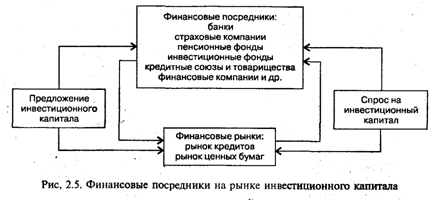 Финансовые посредники:
банки
страховые компании
пенсионные фонды
инвестиционные фонды
кредитные союзы и товарищества
финансовые компании и др.
Предложение
инвестиционного
капитала
Спрос на
инвестиционный
капитал
Финансовые рынки:
рынок кредитов
рынок ценных бумаг
Рис, 2.5. Финансовые посредники на рынке инвестиционного капитала